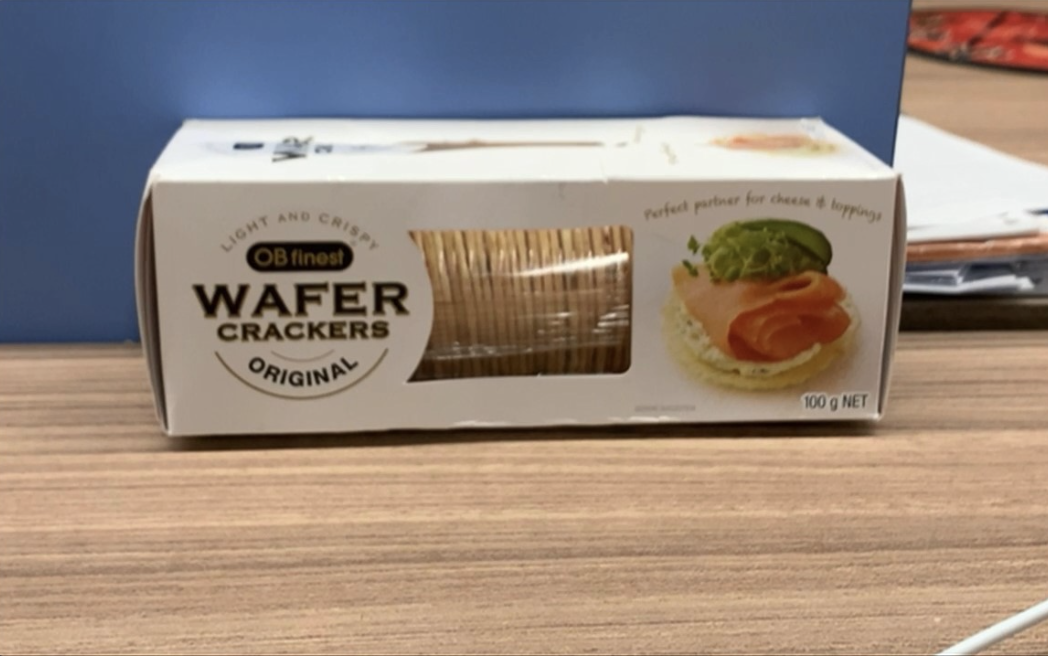 LIGHT AND CRISPY
OB finest
WAFER
CRACKERS
ORIGINAL
Perfect partner for cheese & toppings
100 g NET